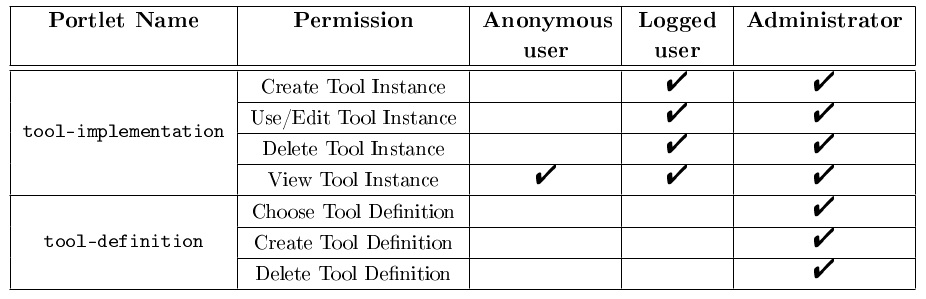 Portlet Name Permission Anonymous user Logged user Administrator
tool-implementation
Create Tool Instance ✔ ✔
Use/Edit Tool Instance ✔ ✔
Delete Tool Instance ✔ ✔
View Tool Instance ✔ ✔ ✔
tool-definition
Choose Tool Definition ✔
Create Tool Definition ✔
Delete Tool Definition ✔